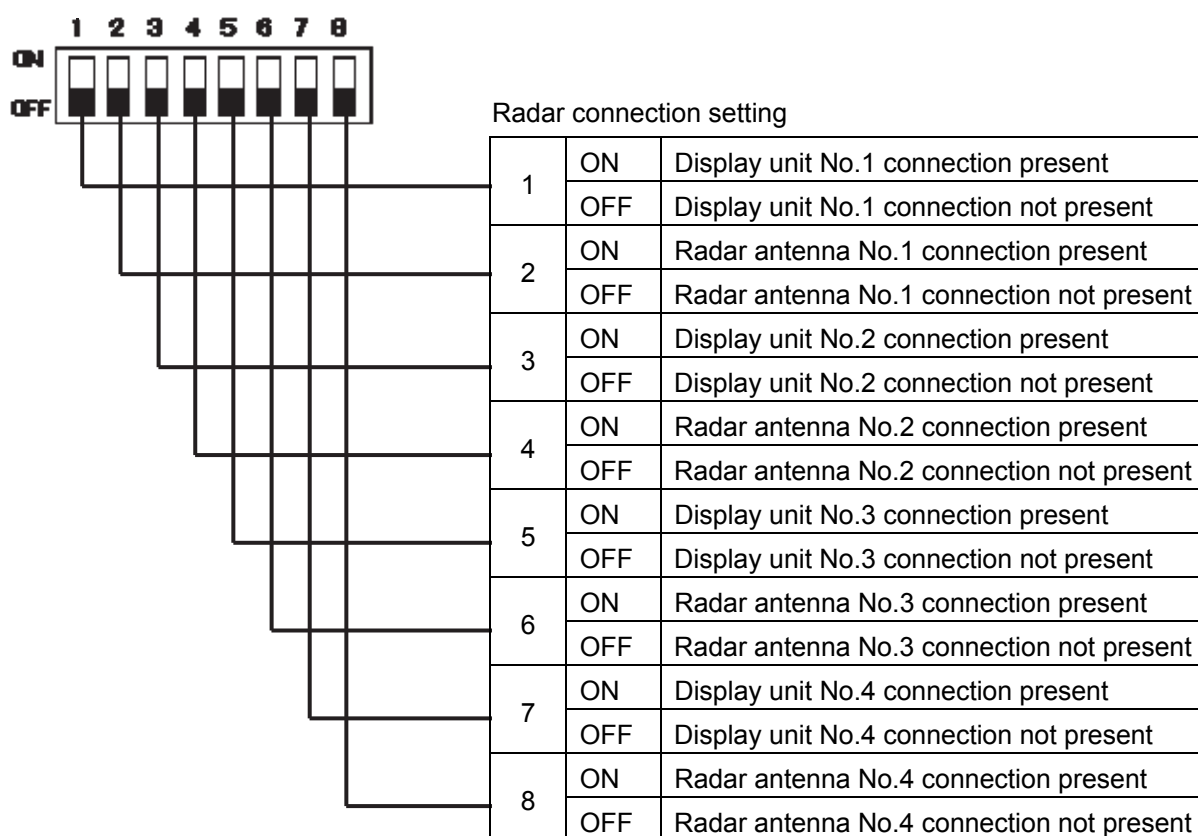 1 2 3 4 5 6 7 8
ON
OFF
Radar connection setting
1 ON Display unit No.1 connection present
OFF Display unit No.1 connection not present
2 ON Radar antenna No.1 connection present
OFF Radar antenna No.1 connection not present
3 ON Display unit No.2 connection present
OFF Display unit No.2 connection not present
4 ON Radar antenna No.2 connection present
OFF Radar antenna No.2 connection not present
5 ON Display unit No.3 connection present
OFF Display unit No.3 connection not present
6 ON Radar antenna No.3 connection present
OFF Radar antenna No.3 connection not present
7 ON Display unit No.4 connection present
OFF Display unit No.4 connection not present
8 ON Radar antenna No.4 connection present
OFF Radar antenna No.4 connection not present